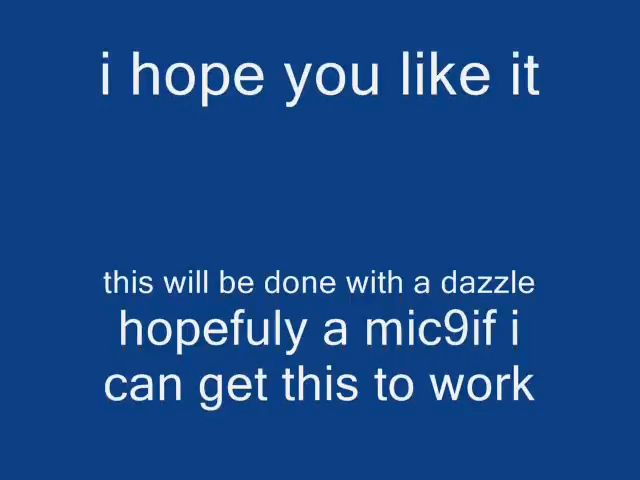 i hope you like it
this will be done with a dazzle
hopefuly a mic9if i
can get this to work